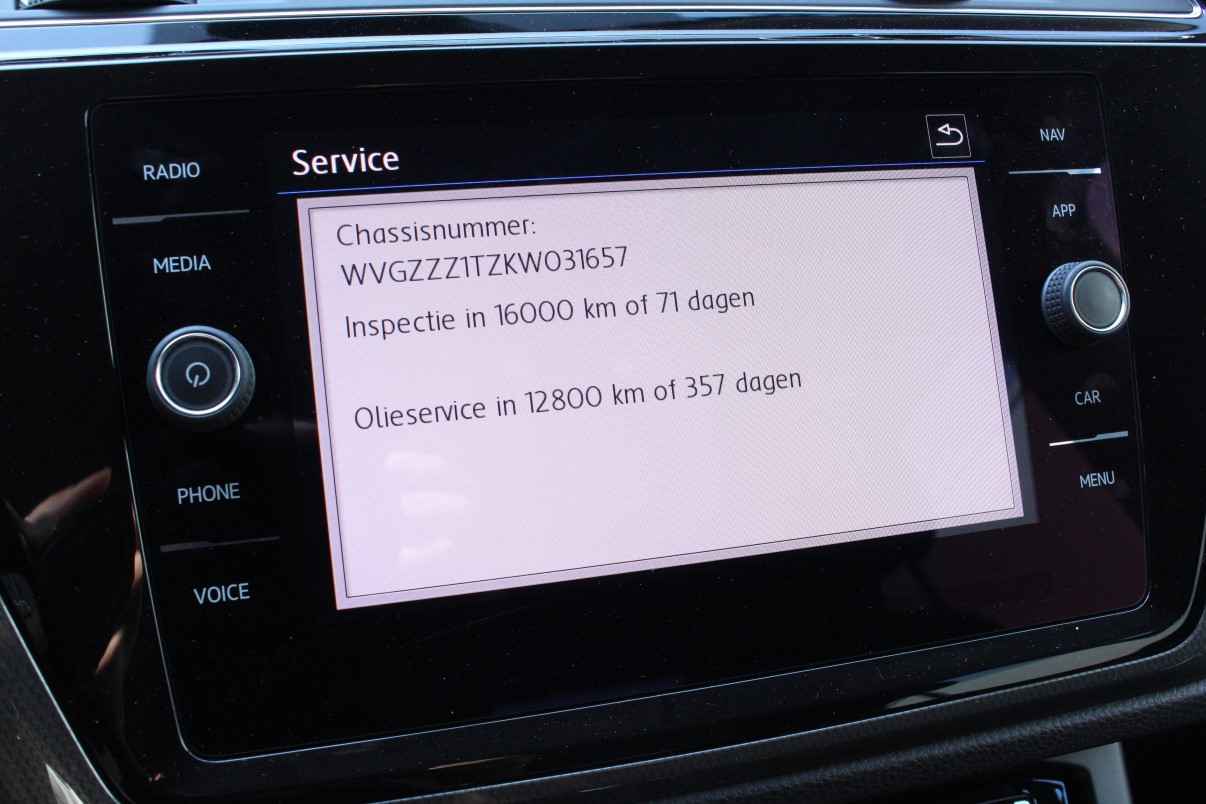 Service
RADIO
MEDIA
PHONE
VOICE
Chassisnummer:
WVGZZZ1TZKW031657
Inspectie in 16000 km of 71 dagen
Olieservice in 12800 km of 357 dagen
NAV
APP
CAR
MENU